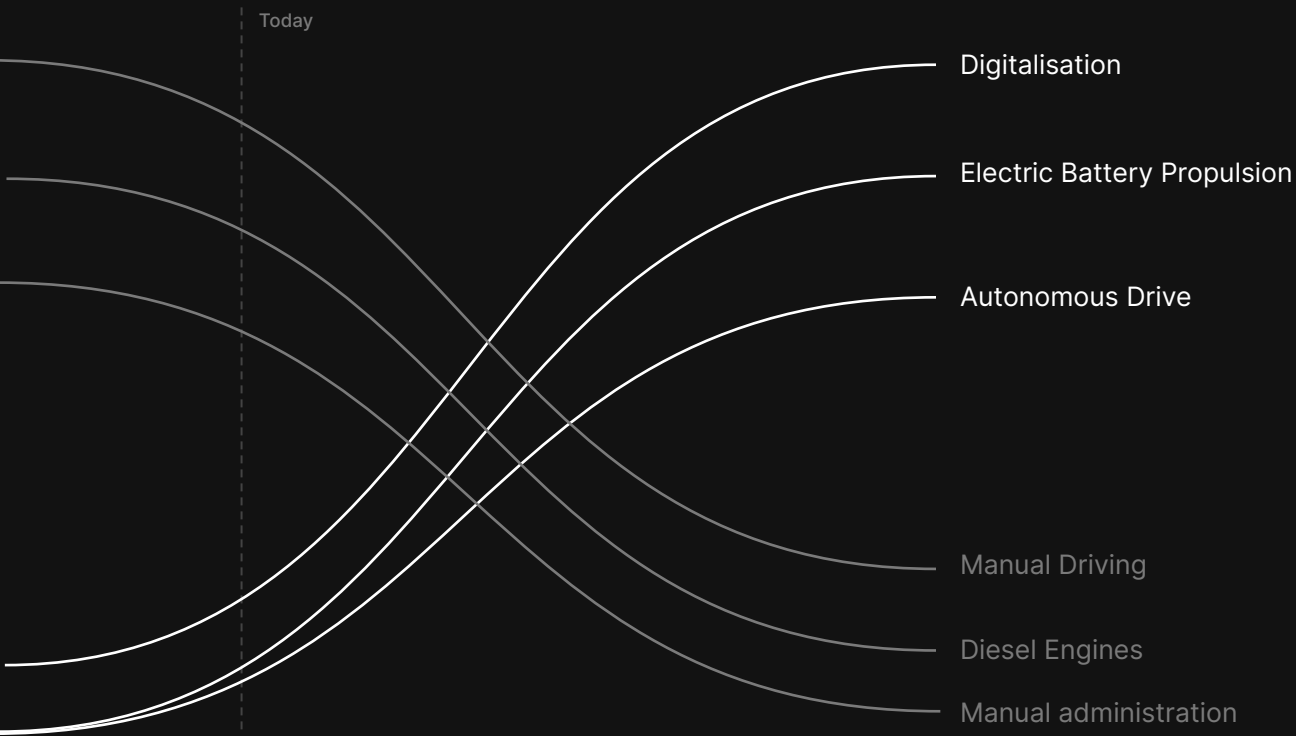 Today
Digitalisation
Electric Battery Propulsion
Autonomous Drive
Manual Driving
Diesel Engines
Manual administration